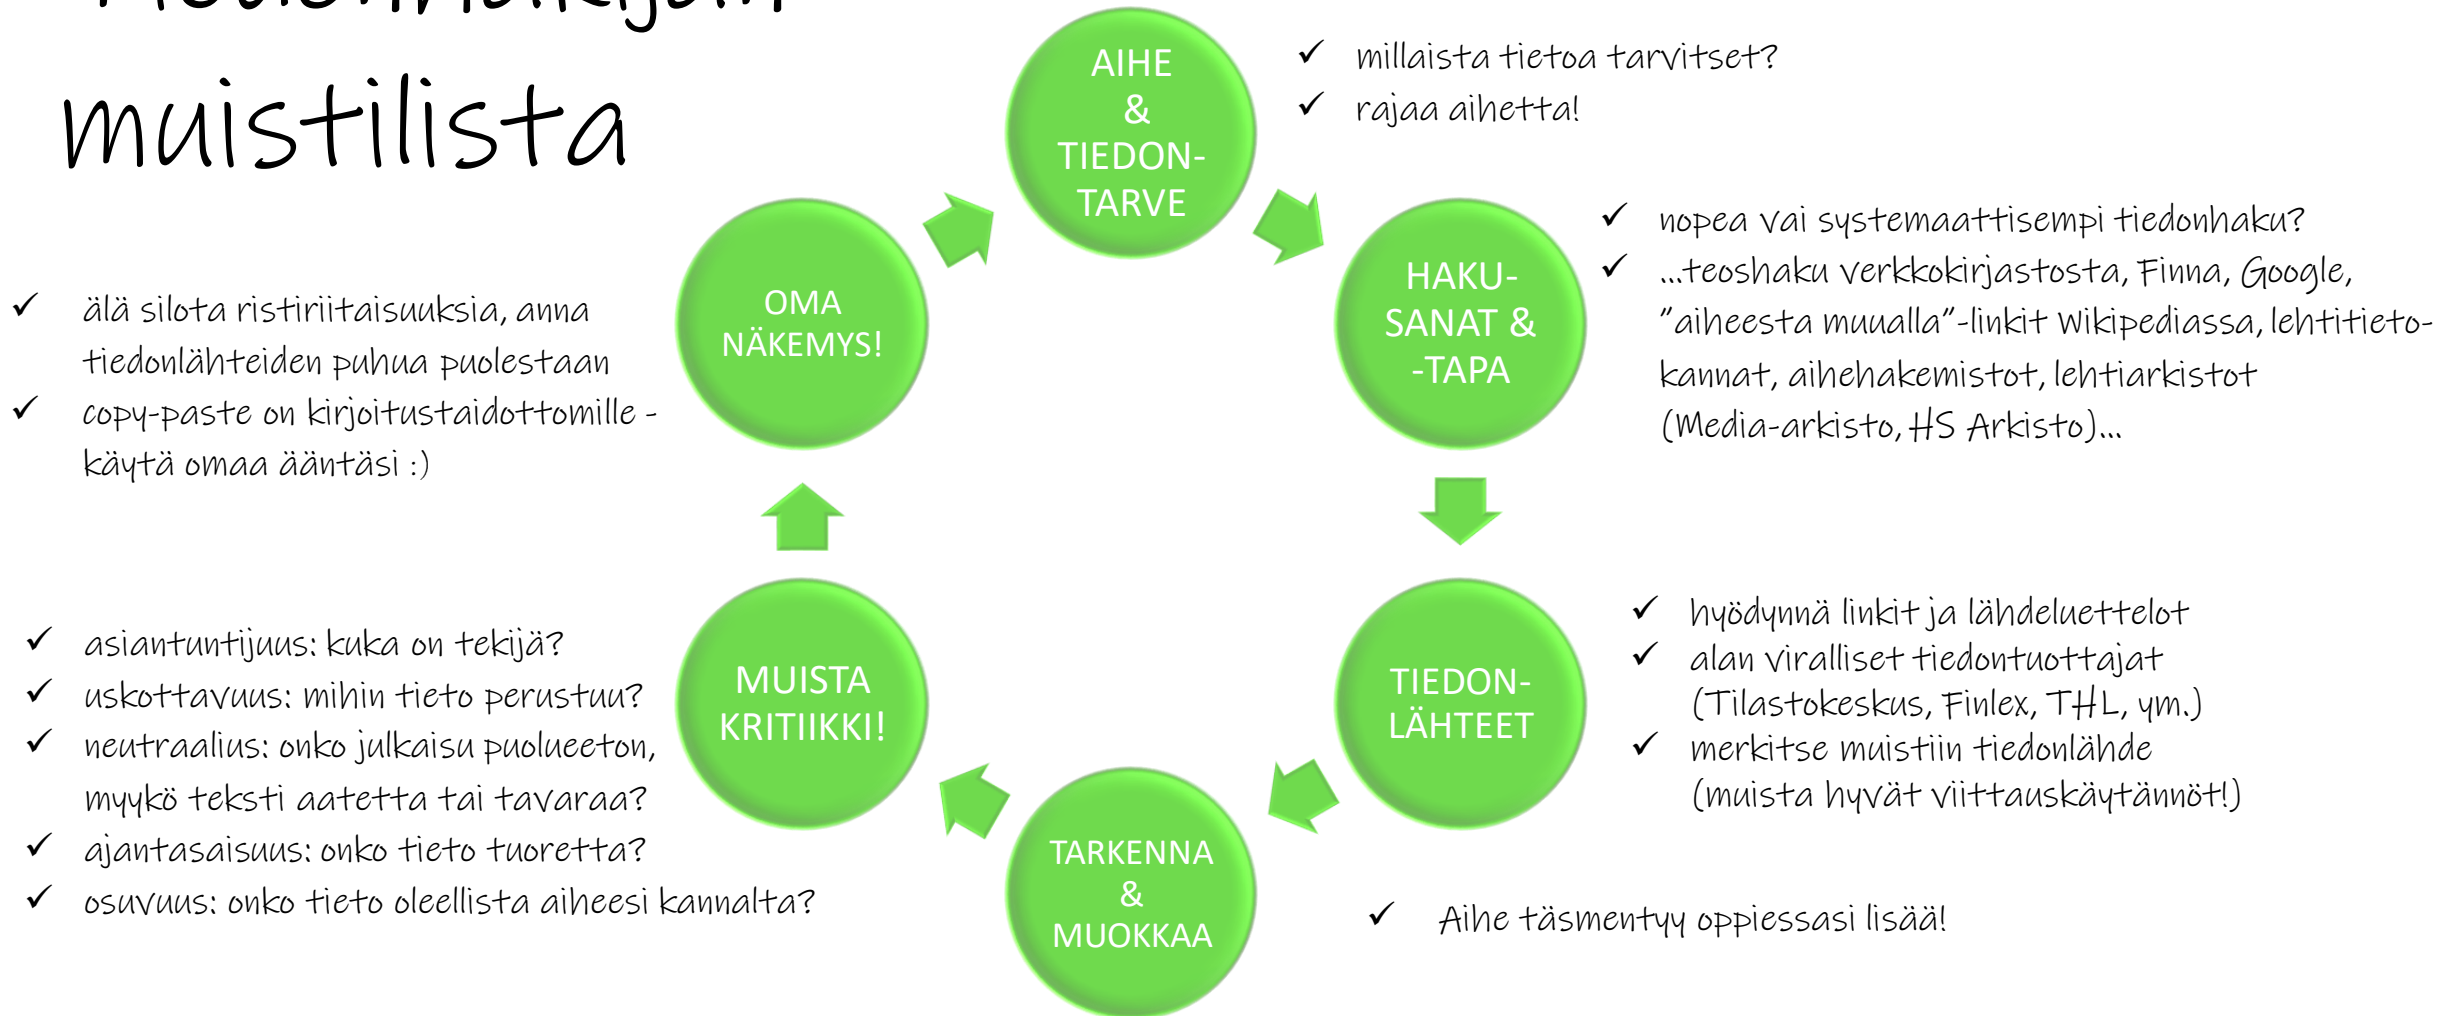 Tiedonhakijan
muistilista
AIHE
&
TIEDON-
TARVE
✓ millaista tietoa tarvitset?
✓ rajaa aihetta!
HAKU-
SANAT &
-TAPA
✓ nopea vai systemaattisempi tiedonhaku?
✓ ...teoshaku verkkokirjastosta, Finna, Google,
"aiheesta muualla"-linkit Wikipediassa, lehtitieto-
kannat, aihehakemistot, lehtiarkistot
(Media-arkisto, HS Arkisto)...
TIEDON-
LÄHTEET
✓ hyödynnä linkit ja lähdeluettelot
✓ alan viralliset tiedontuottajat
(Tilastokeskus, Finlex, THL, ym.)
✓ merkitse muistiin tiedonlähde
(muista hyvät viittauskäytännöt!)
TARKENNA
&
MUOKKAA
✓ Aihe täsmentyy oppiessasi lisää!
MUISTA
KRITIIKKI!
✓ asiantuntijuus: kuka on tekijä?
✓ uskottavuus: mihin tieto perustuu?
✓ neutraalius: onko julkaisu puolueeton,
myykö teksti aatetta tai tavaraa?
✓ ajantasaisuus: onko tieto tuoretta?
✓ osuvuus: onko tieto oleellista aiheesi kannalta?
OMA
NÄKEMYS!
✓ älä silota ristiriitaisuuksia, anna
tiedonlähteiden puhua puolestaan
✓ copy-paste on kirjoitustaidottomille -
käytä omaa ääntäsi :)